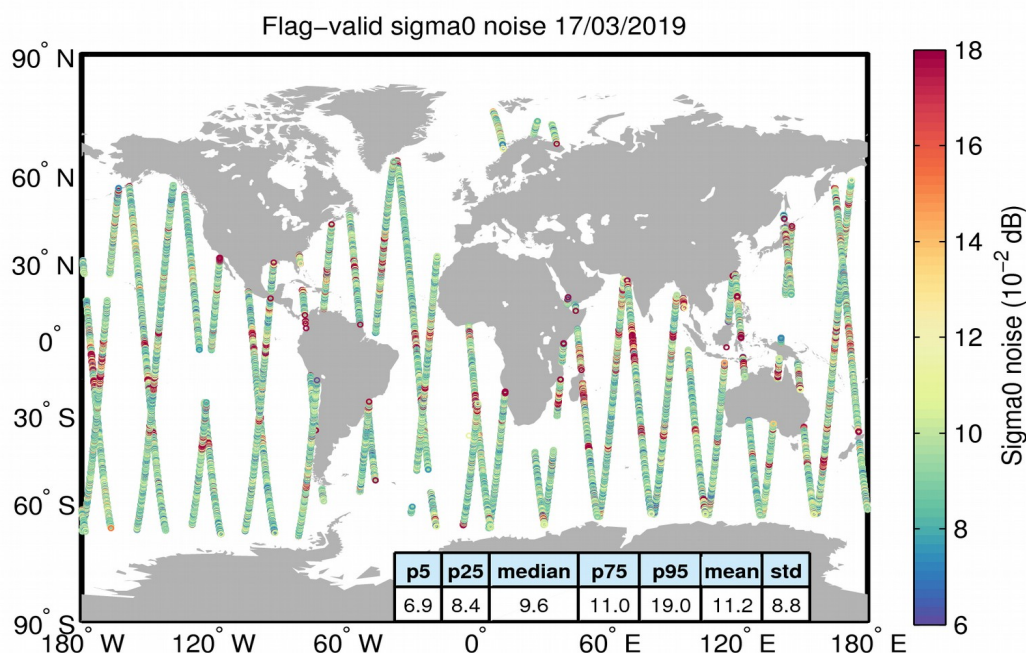 Flag−valid sigma0 noise 17/03/2019
90° N
60° N
30° N
0°
30° S
60° S
90° S
180° W
120° W
60° W
0°
60° E
120° E
180° E
p5 p25 median p75 p95 mean std
6.9 8.4 9.6 11.0 19.0 11.2 8.8
18
16
14
12
10
8
6
Sigma0 noise (10⁻² dB)